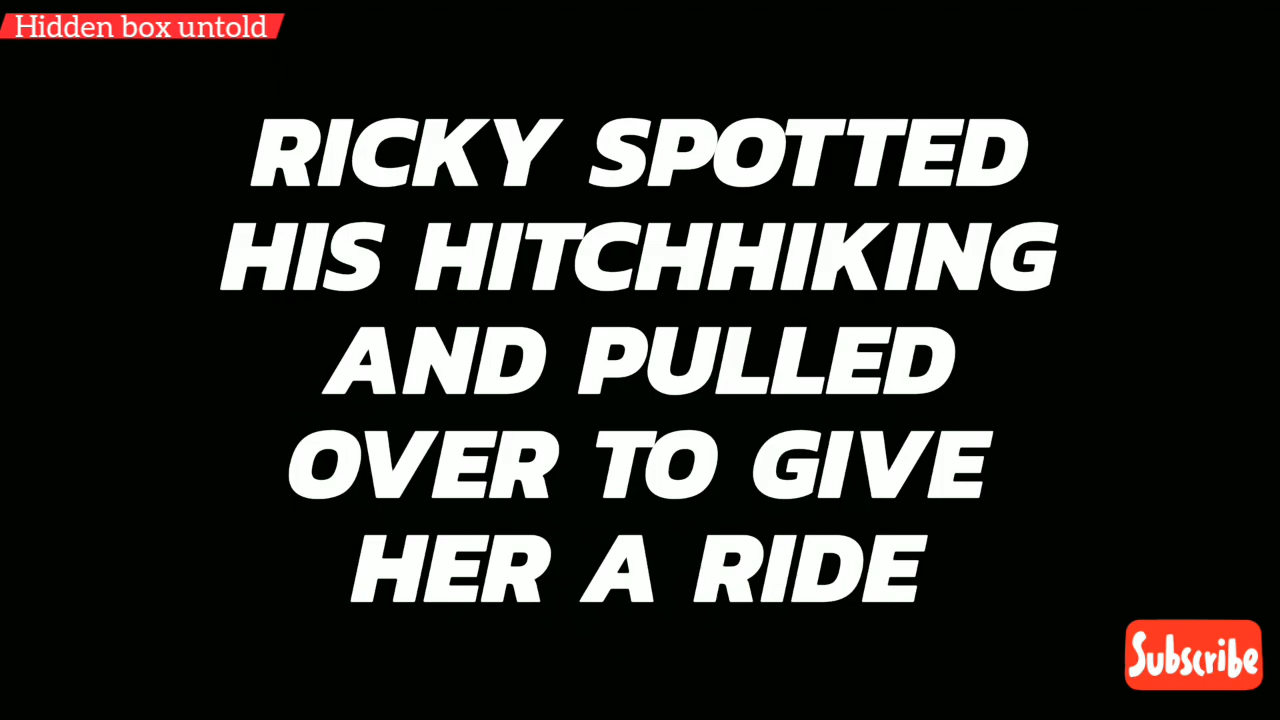 Hidden box untold
RICKY SPOTTED
HIS HITCHHIKING
AND PULLED
OVER TO GIVE
HER A RIDE
Subscribe